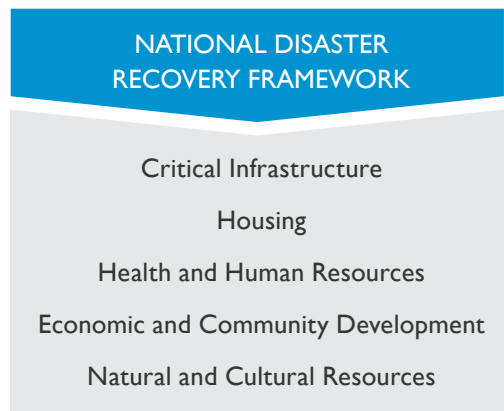 NATIONAL DISASTER
RECOVERY FRAMEWORK
Critical Infrastructure
Housing
Health and Human Resources
Economic and Community Development
Natural and Cultural Resources